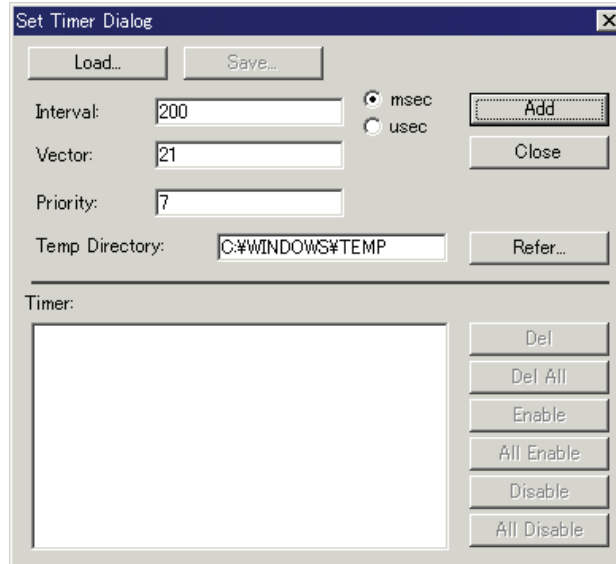 Set Timer Dialog
Load... Save...
Interval: 200 msec Add
usec
Vector: 21 Close
Priority: 7
Temp Directory: C:¥WINDOWS¥TEMP Refer...
Timer:
Del
Del All
Enable
All Enable
Disable
All Disable